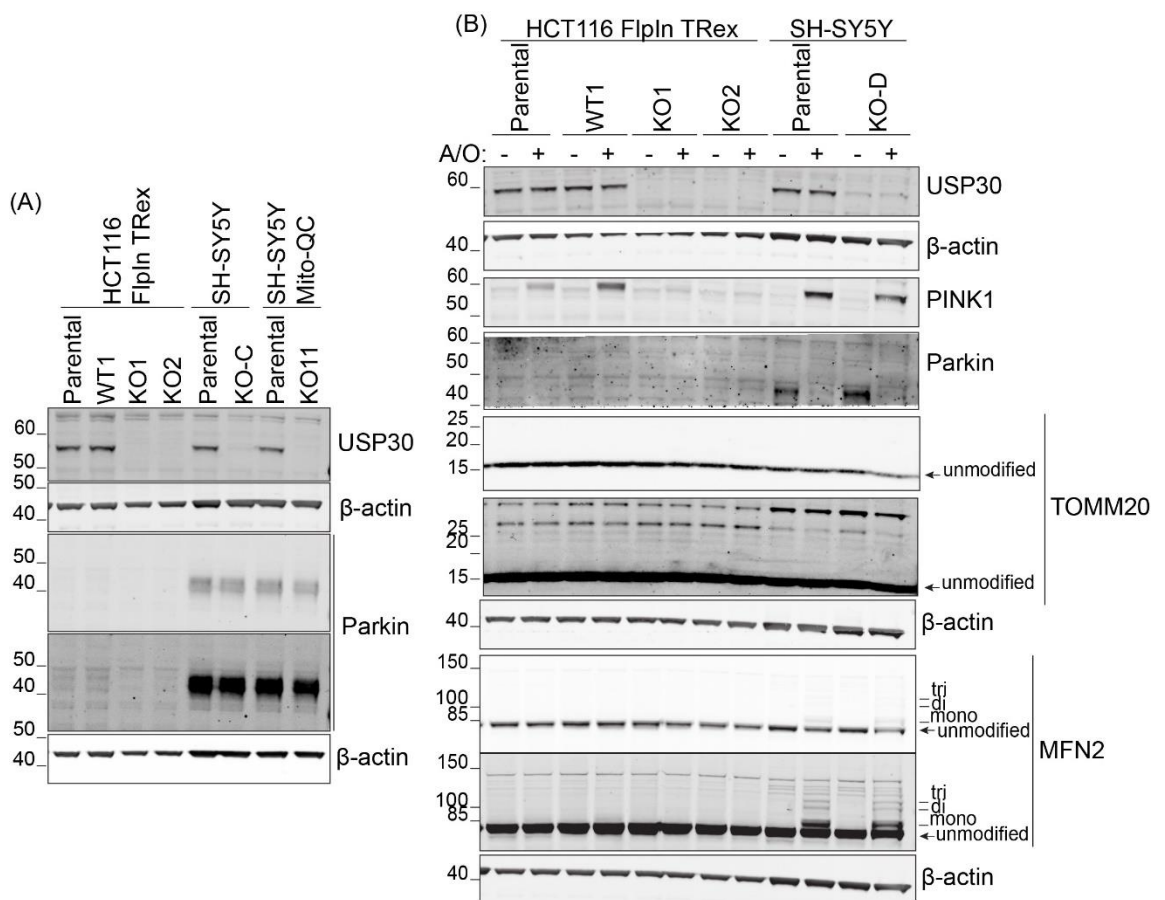 (A)
HCT116
FlpIn TRex
SH-SY5Y
SH-SY5Y
Mito-QC
Parental
WT1
KO1
KO2
Parental
KO-C
Parental
KO11
60
50
USP30
50
40
β-actin
50
40
50
40
Parkin
50
40
β-actin
(B)
HCT116 FlpIn TRex
SH-SY5Y
Parental
WT1
KO1
KO2
Parental
KO-D
A/O: - + - + - + - + - + - +
60
USP30
40
β-actin
60
50
PINK1
60
50
40
Parkin
25
20
15
unmodified
25
20
15
unmodified
TOMM20
40
β-actin
150
100
85
tri
di
mono
unmodified
150
100
85
tri
di
mono
unmodified
MFN2
40
β-actin